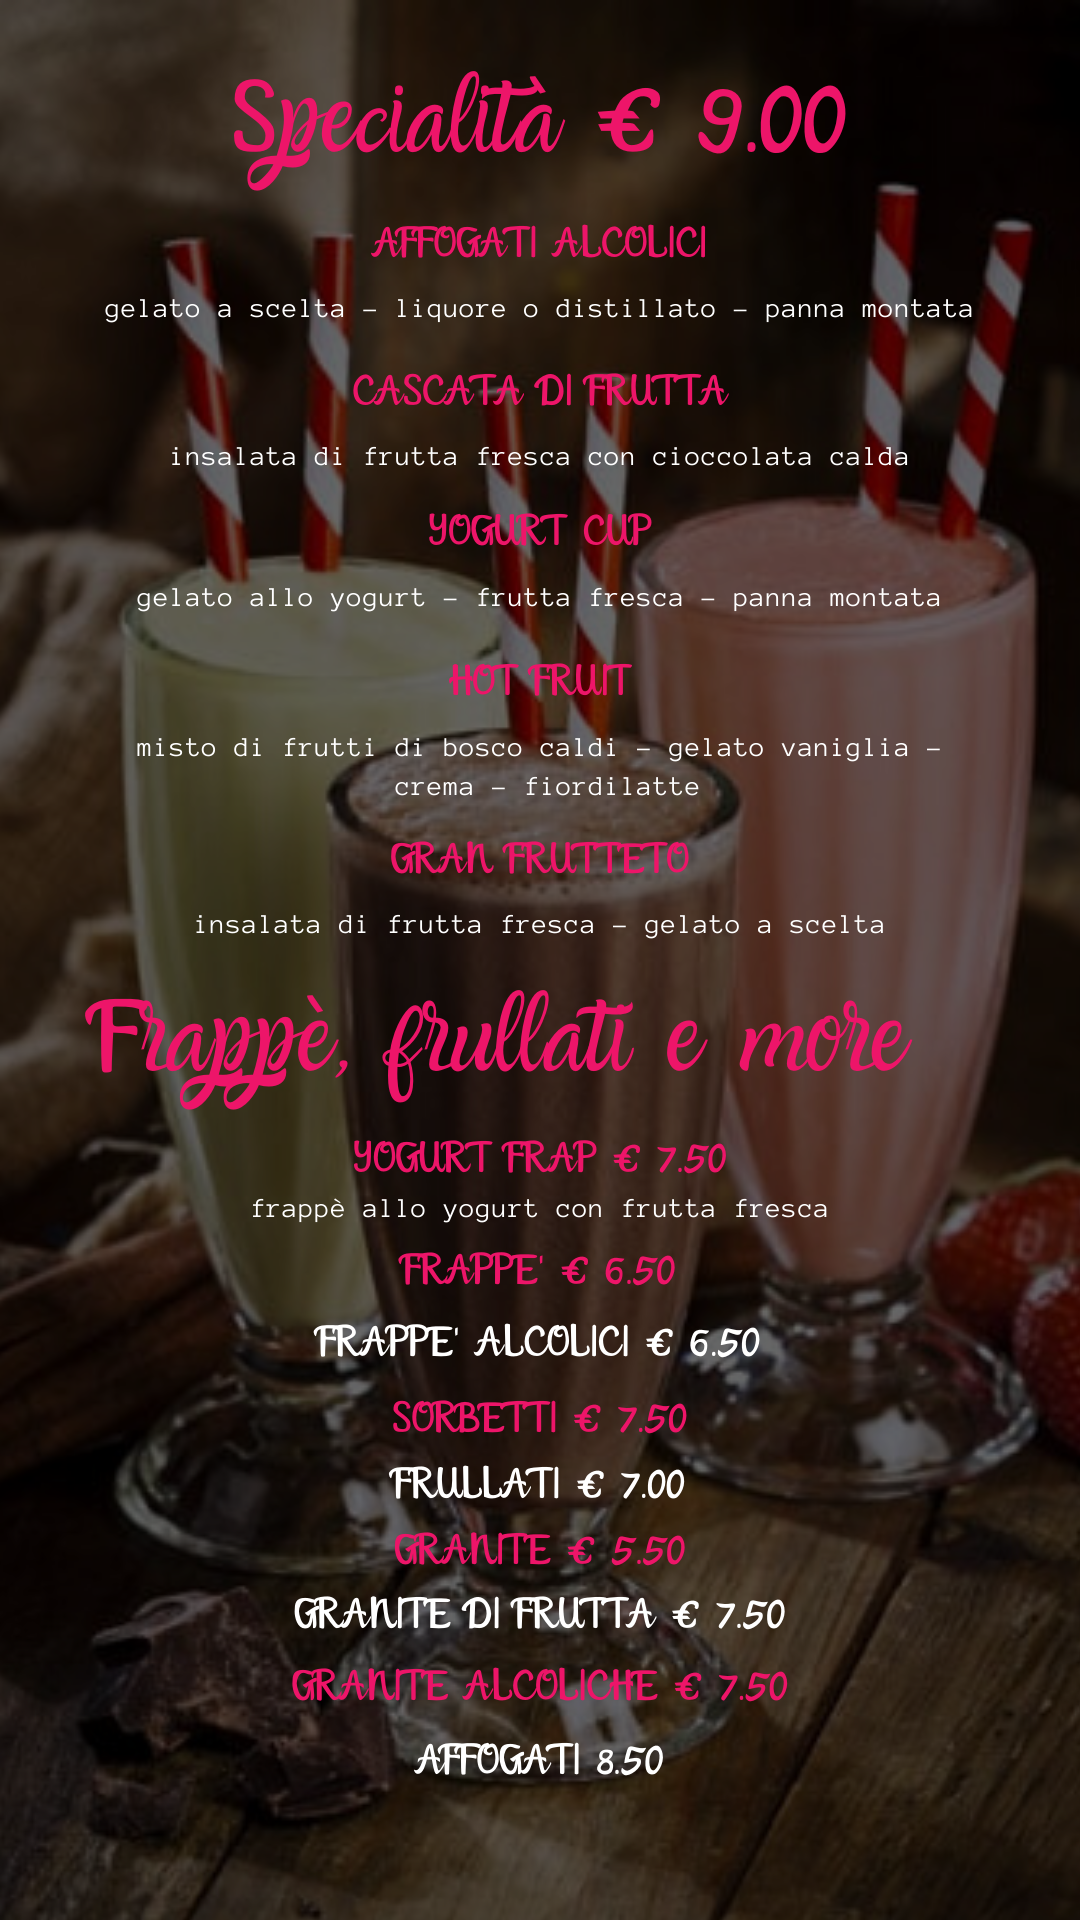 Specialità € 9.00
AFFOGATI ALCOLICI
gelato a scelta - liquore o distillato - panna montata
CASCATA DI FRUTTA
insalata di frutta fresca con cioccolata calda
YOGURT CUP
gelato allo yogurt - frutta fresca - panna montata
HOT FRUIT
misto di frutti di bosco caldi - gelato vaniglia -
crema - fiordilatte
GRAN FRUTTETO
insalata di frutta fresca - gelato a scelta
Frappè, frullati e more
YOGURT FRAP € 7.50
frappè allo yogurt con frutta fresca
FRAPPE' € 6.50
FRAPPE' ALCOLICI € 6.50
SORBETTI € 7.50
FRULLATI € 7.00
GRANITE € 5.50
GRANITE DI FRUTTA € 7.50
GRANITE ALCOLICHE € 7.50
AFFOGATI 8.50